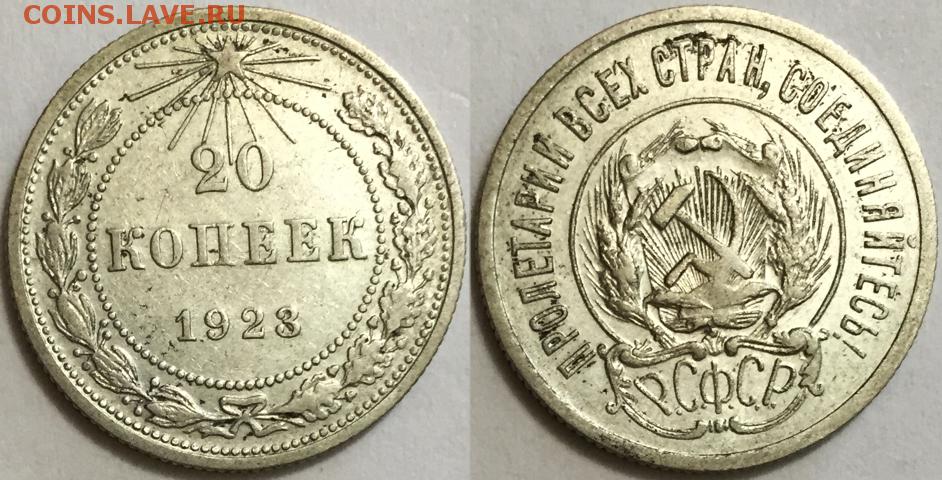 COINS.LAVE.RU
20
КОПЕЕК
1923
ПРОЛЕТАРИИ ВСЕХ СТРАН, СОЕДИНЯЙТЕСЬ!
Р.С.Ф.С.Р.